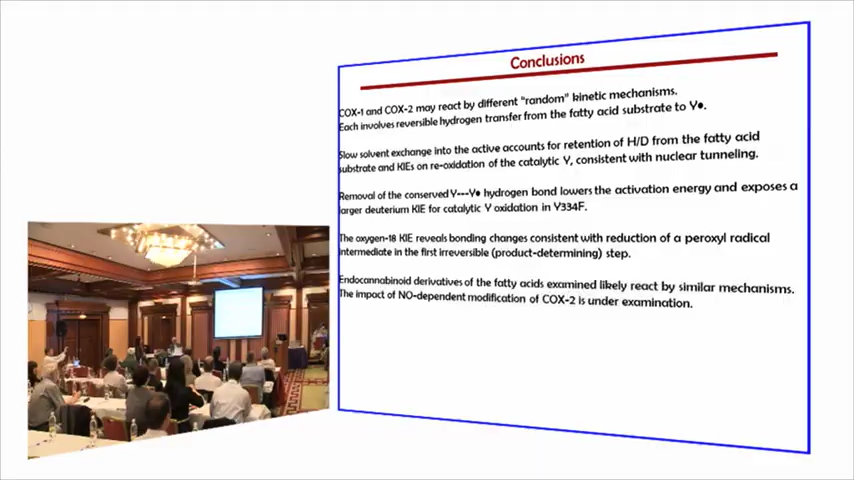 Conclusions
COX-1 and COX-2 may react by different "random" kinetic mechanisms.
Each involves reversible hydrogen transfer from the fatty acid substrate to Y•.
Slow solvent exchange into the active accounts for retention of H/D from the fatty acid
substrate and KIEs on re-oxidation of the catalytic Y, consistent with nuclear tunneling.
Removal of the conserved Y---Y• hydrogen bond lowers the activation energy and exposes a
larger deuterium KIE for catalytic Y oxidation in Y334F.
The oxygen-18 KIE reveals bonding changes consistent with reduction of a peroxyl radical
intermediate in the first irreversible (product-determining) step.
Endocannabinoid derivatives of the fatty acids examined likely react by similar mechanisms.
The impact of NO-dependent modification of COX-2 is under examination.